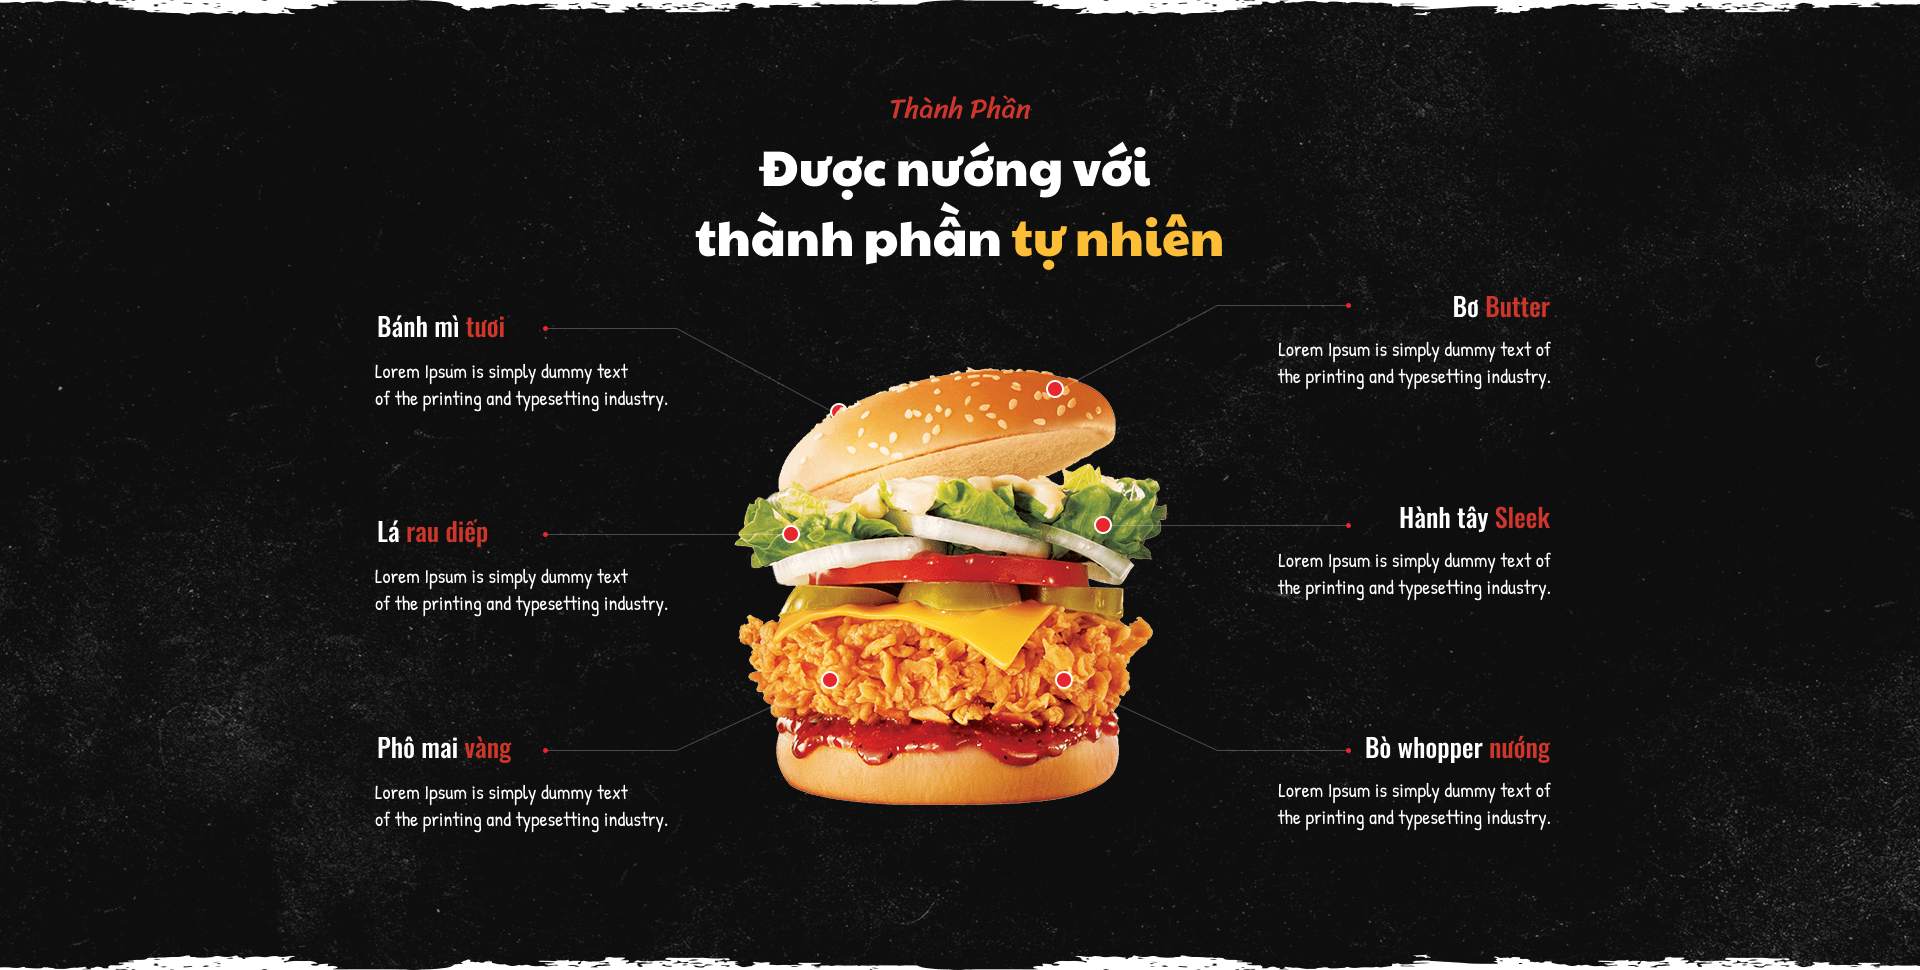 Thành Phần
Được nướng với
thành phần tự nhiên
Bánh mì tươi
Lorem Ipsum is simply dummy text
of the printing and typesetting industry.
Lá rau diếp
Lorem Ipsum is simply dummy text
of the printing and typesetting industry.
Phô mai vàng
Lorem Ipsum is simply dummy text
of the printing and typesetting industry.
Bơ Butter
Lorem Ipsum is simply dummy text of
the printing and typesetting industry.
Hành tây Sleek
Lorem Ipsum is simply dummy text of
the printing and typesetting industry.
Bò whopper nướng
Lorem Ipsum is simply dummy text of
the printing and typesetting industry.